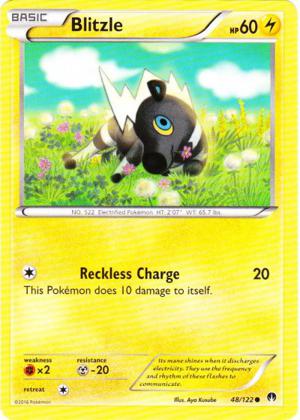 BASIC
Blitzle
HP60
NO. 522 Electrified Pokémon HT: 2'07" WT: 65.7 lbs.
Reckless Charge 20
This Pokémon does 10 damage to itself.
weakness resistance
×2 -20
retreat
Its mane shines when it discharges
electricity. They use the frequency
and rhythm of these flashes to
communicate.
Illus. Aya Kusube 48/122
©2016 Pokémon